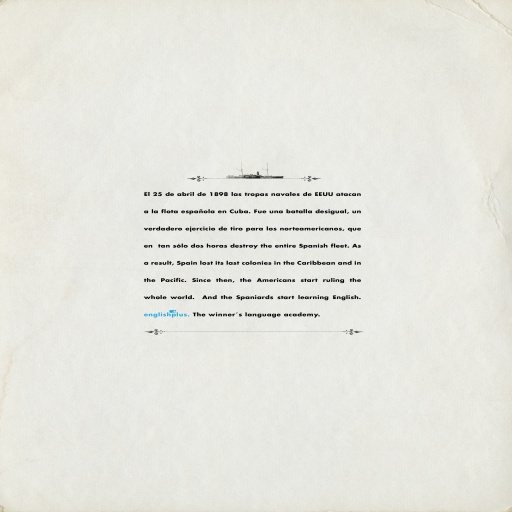 El 25 de abril de 1898 las tropas navales de EEUU atacan
a la flota española en Cuba. Fue una batalla desigual, un
verdadero ejercicio de tiro para los norteamericanos, que
en tan sólo dos horas destroy the entire Spanish fleet. As
a result, Spain lost its last colonies in the Caribbean and in
the Pacific. Since then, the Americans start ruling the
whole world. And the Spaniards start learning English.
englishplus. The winner´s language academy.